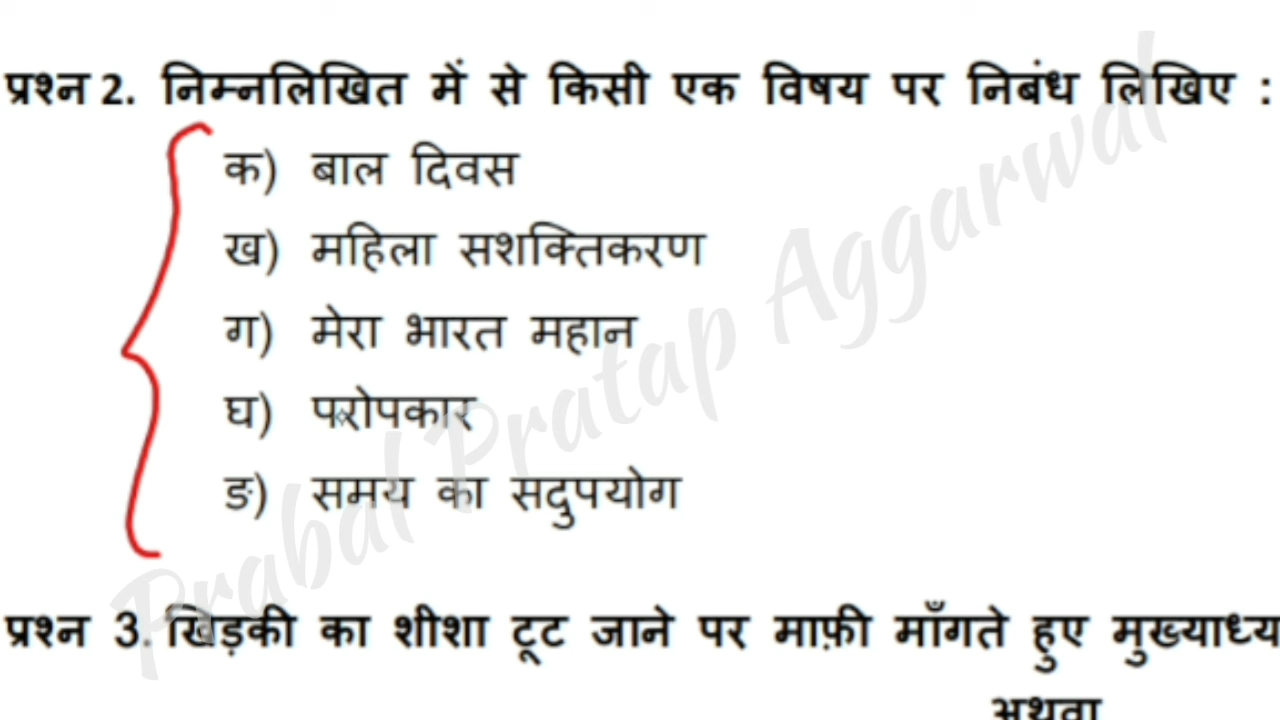 प्रश्न 2. निम्नलिखित में से किसी एक विषय पर निबंध लिखिए :
क) बाल दिवस
ख) महिला सशक्तिकरण
ग) मेरा भारत महान
घ) परोपकार
ङ) समय का सदुपयोग
Prabal Pratap Aggarwal
प्रश्न 3. खिड़की का शीशा टूट जाने पर माफ़ी माँगते हुए मुख्याध्य
अथवा